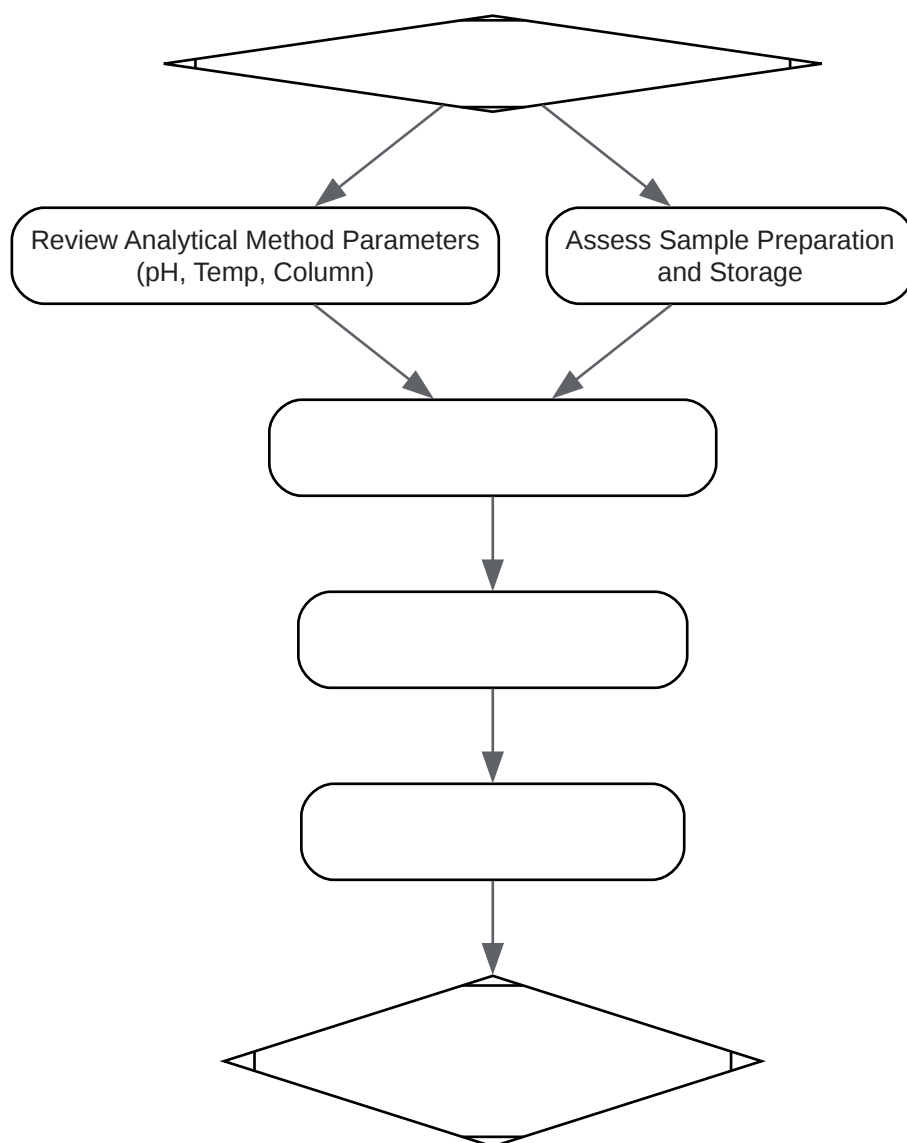 Review Analytical Method Parameters
(pH, Temp, Column)
Assess Sample Preparation
and Storage